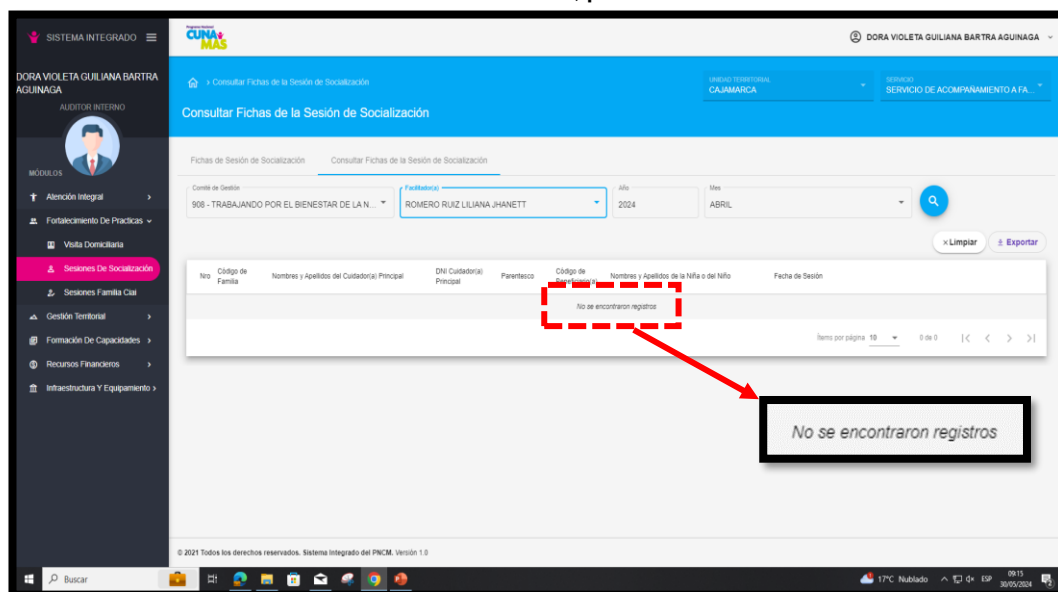 SISTEMA INTEGRADO
Programa Nacional
CUNA MAS
DORA VIOLETA GUILIANA BARTRA AGUINAGA
DORA VIOLETA GUILIANA BARTRA
AGUINAGA
AUDITOR INTERNO
MÓDULOS
Atención Integral
Fortalecimiento De Practicas
Visita Domiciliaria
Sesiones De Socialización
Sesiones Familia Ciai
Gestión Territorial
Formación De Capacidades
Recursos Financieros
Infraestructura Y Equipamiento
> Consultar Fichas de la Sesión de Socialización
Consultar Fichas de la Sesión de Socialización
UNIDAD TERRITORIAL
CAJAMARCA
SERVICIO
SERVICIO DE ACOMPAÑAMIENTO A FA...
Fichas de Sesión de Socialización Consultar Fichas de la Sesión de Socialización
Comité de Gestión
908 - TRABAJANDO POR EL BIENESTAR DE LA N...
Facilitador(a)
ROMERO RUIZ LILIANA JHANETT
Año
2024
Mes
ABRIL
× Limpiar
Exportar
Nro
Código de
Familia
Nombres y Apellidos del Cuidador(a) Principal
DNI Cuidador(a)
Principal
Parentesco
Código de
Beneficiario(a)
Nombres y Apellidos de la Niña o del Niño
Fecha de Sesión
No se encontraron registros
Ítems por página 10 0 de 0 |< < > >|
No se encontraron registros
© 2021 Todos los derechos reservados. Sistema Integrado del PNCM. Versión 1.0
Buscar
17°C Nublado
ESP
09:15
30/05/2024